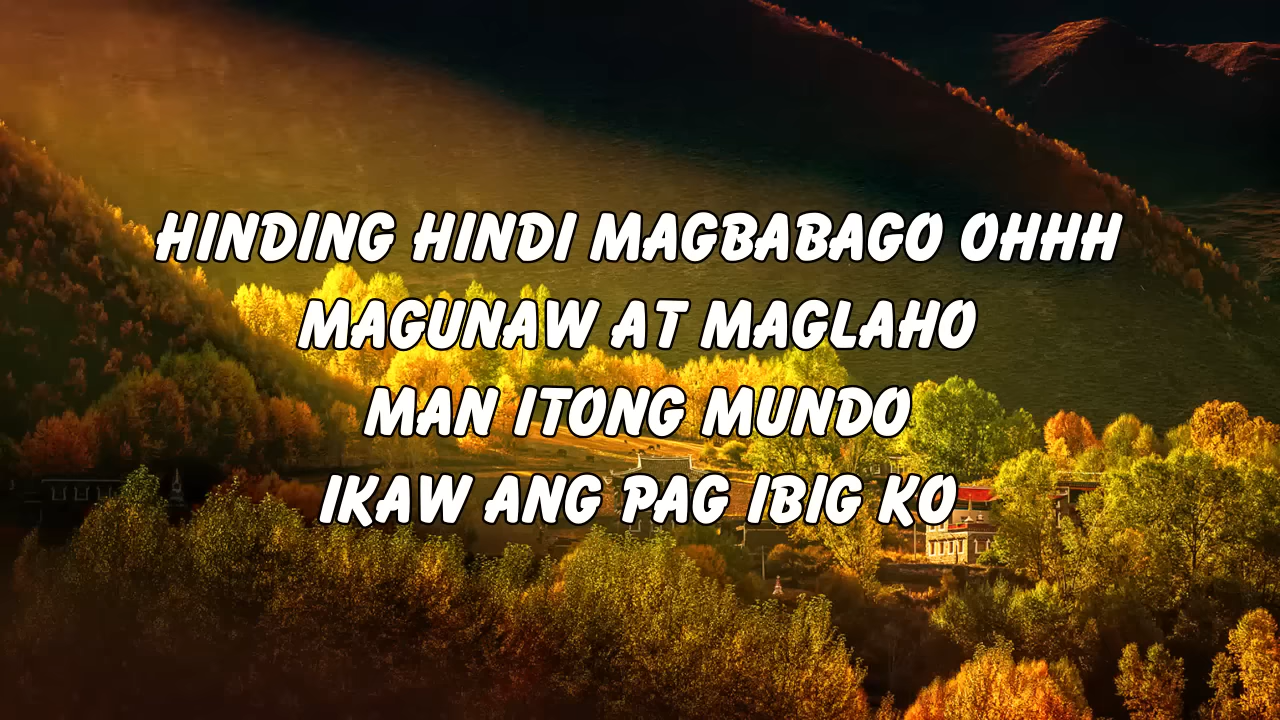 HINDING HINDI MAGBABAGO OHHH
MAGUNAW AT MAGLAHO
MAN ITONG MUNDO
IKAW ANG PAG IBIG KO